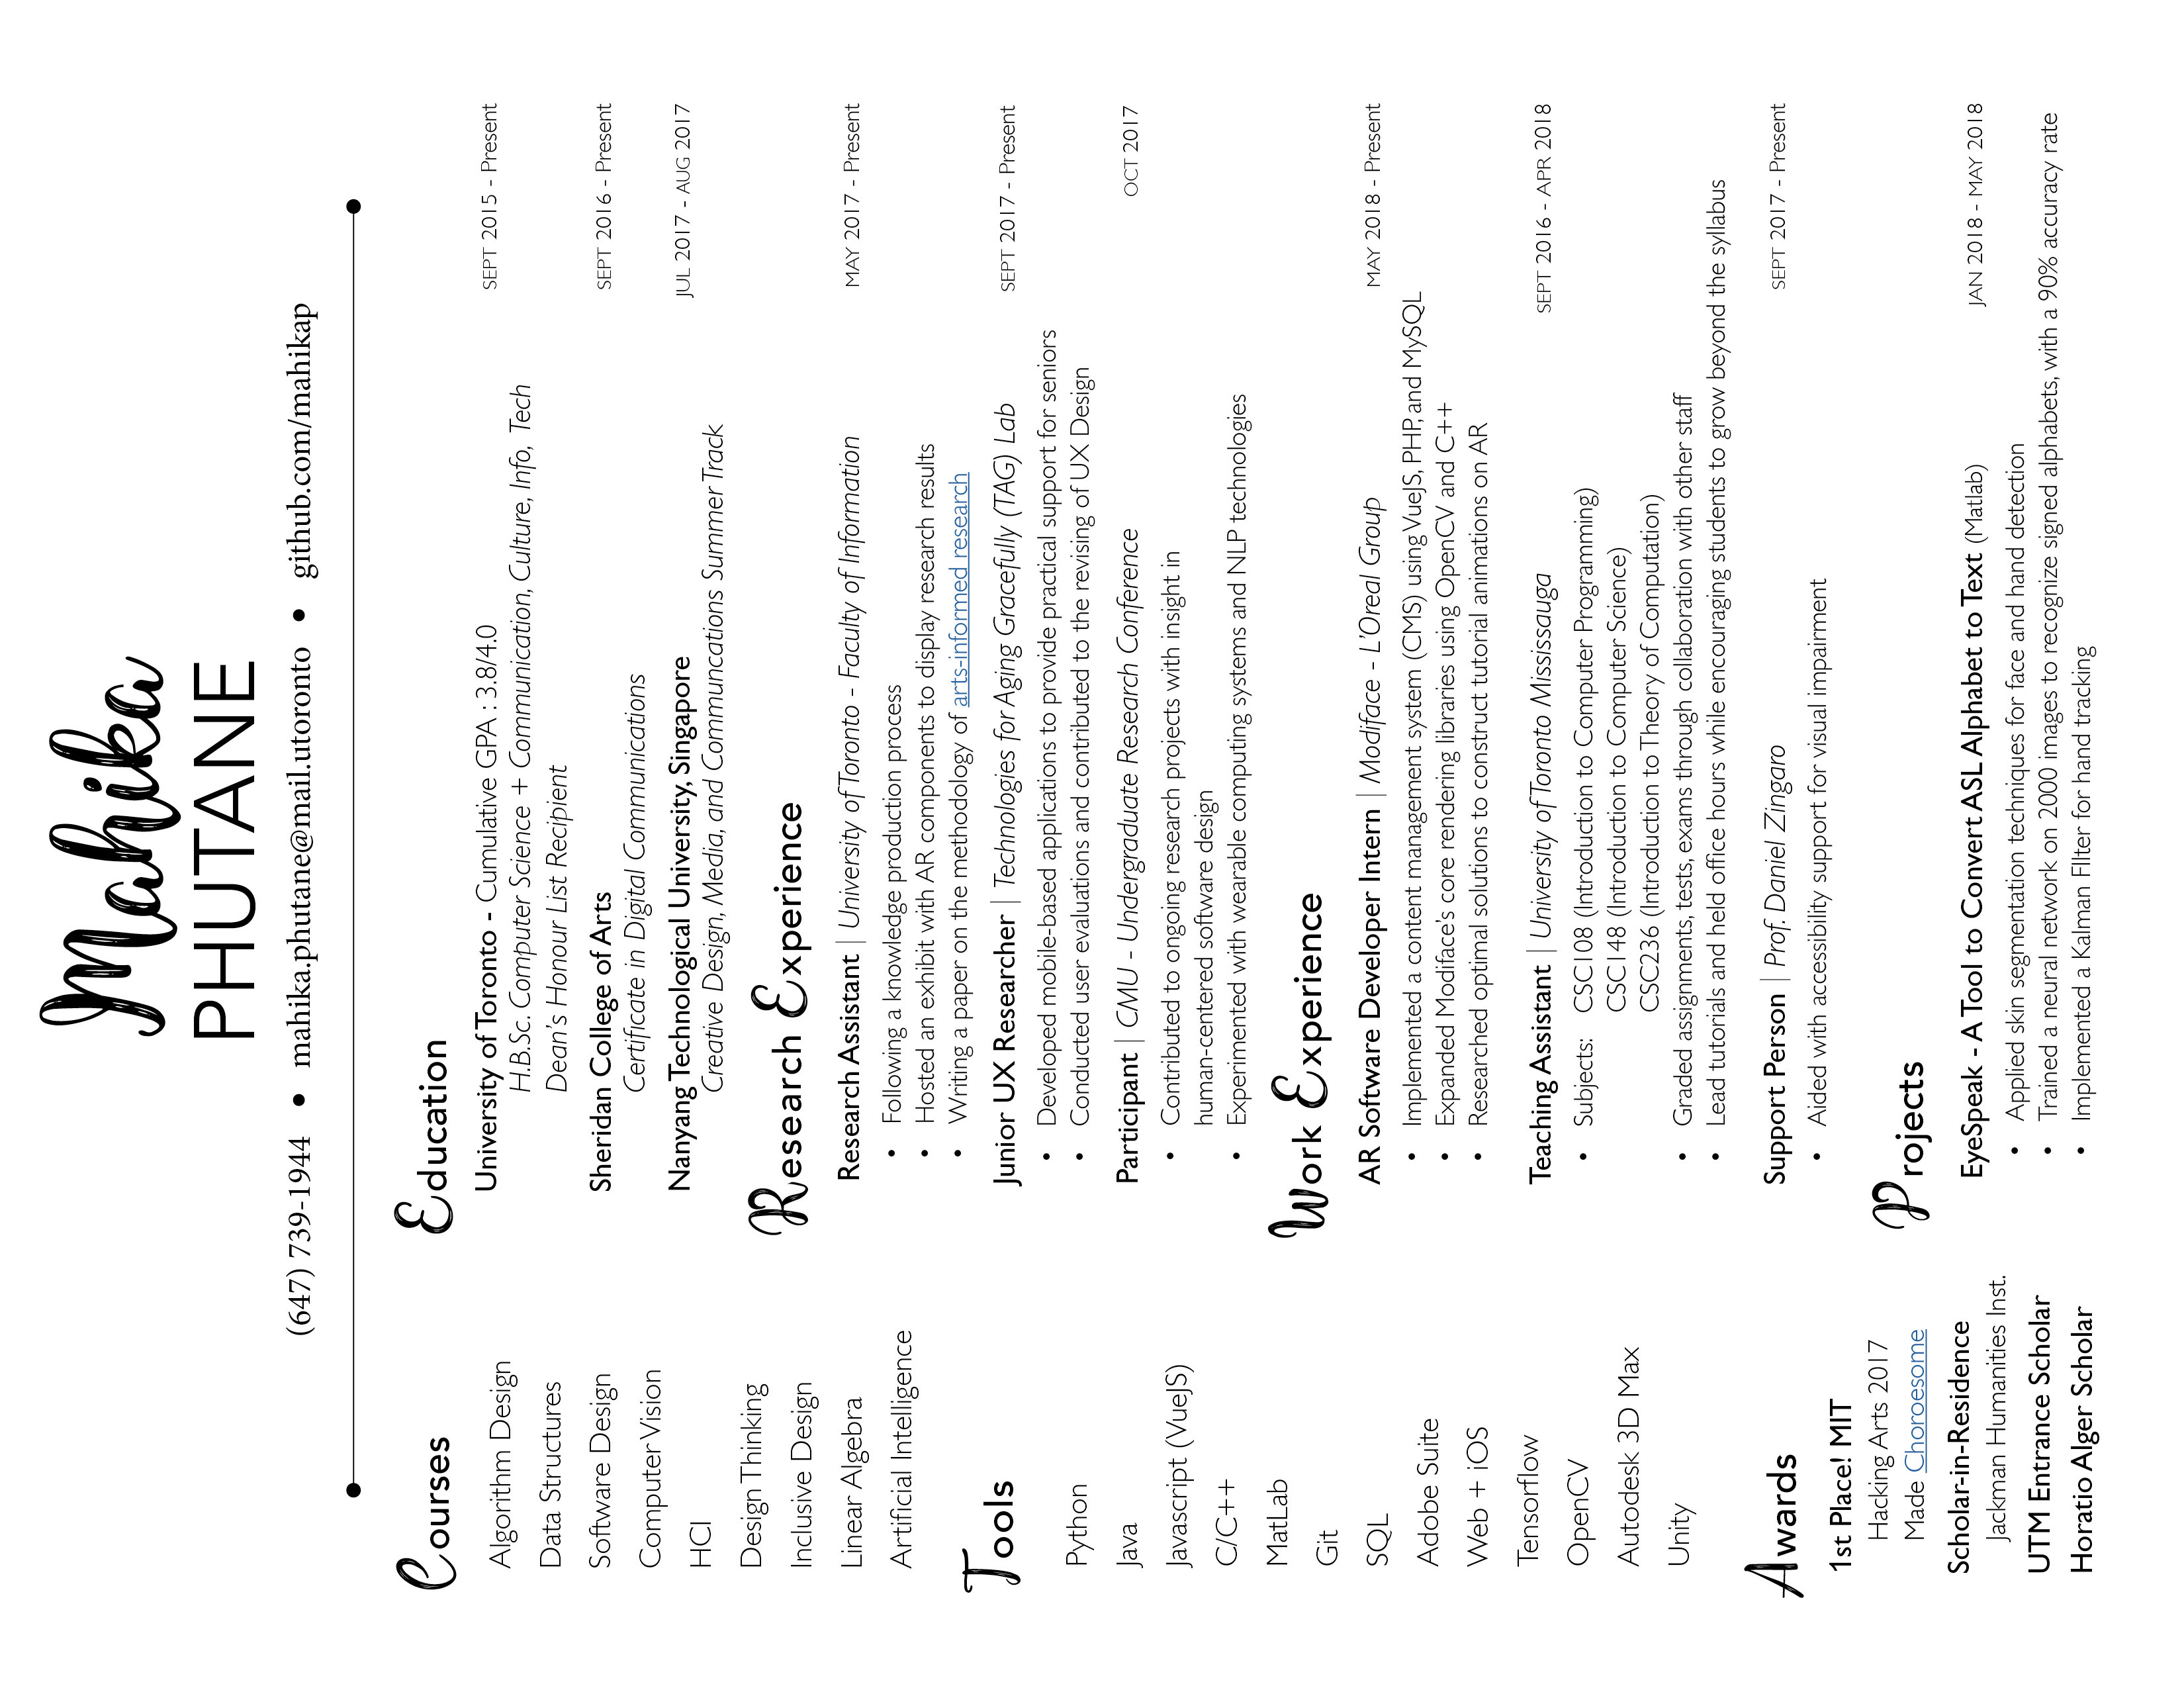 Mahika
PHUTANE
(647) 739-1944 • mahika.phutane@mail.utoronto • github.com/mahikap
Courses
Algorithm Design
Data Structures
Software Design
Computer Vision
HCI
Design Thinking
Inclusive Design
Linear Algebra
Artificial Intelligence
Tools
Python
Java
Javascript (VueJS)
C/C++
MatLab
Git
SQL
Adobe Suite
Web + iOS
Tensorflow
OpenCV
Autodesk 3D Max
Unity
Awards
1st Place! MIT
Hacking Arts 2017
Made Choroesome
Scholar-in-Residence
Jackman Humanities Inst.
UTM Entrance Scholar
Horatio Alger Scholar
Education
University of Toronto - Cumulative GPA : 3.8/4.0 SEPT 2015 - Present
H.B.Sc. Computer Science + Communication, Culture, Info, Tech
Dean's Honour List Recipient
Sheridan College of Arts SEPT 2016 - Present
Certificate in Digital Communications
Nanyang Technological University, Singapore JUL 2017 - AUG 2017
Creative Design, Media, and Communcations Summer Track
Research Experience
Research Assistant | University of Toronto - Faculty of Information MAY 2017 - Present
• Following a knowledge production process
• Hosted an exhibit with AR components to display research results
• Writing a paper on the methodology of arts-informed research
Junior UX Researcher | Technologies for Aging Gracefully (TAG) Lab SEPT 2017 - Present
• Developed mobile-based applications to provide practical support for seniors
• Conducted user evaluations and contributed to the revising of UX Design
Participant | CMU - Undergraduate Research Conference OCT 2017
• Contributed to ongoing research projects with insight in
human-centered software design
• Experimented with wearable computing systems and NLP technologies
Work Experience
AR Software Developer Intern | Modiface - L'Oreal Group MAY 2018 - Present
• Implemented a content management system (CMS) using VueJS, PHP, and MySQL
• Expanded Modiface's core rendering libraries using OpenCV and C++
• Researched optimal solutions to construct tutorial animations on AR
Teaching Assistant | University of Toronto Mississauga SEPT 2016 - APR 2018
• Subjects: CSC108 (Introduction to Computer Programming)
CSC148 (Introduction to Computer Science)
CSC236 (Introduction to Theory of Computation)
• Graded assignments, tests, exams through collaboration with other staff
• Lead tutorials and held office hours while encouraging students to grow beyond the syllabus
Support Person | Prof. Daniel Zingaro SEPT 2017 - Present
• Aided with accessibility support for visual impairment
Projects
EyeSpeak - A Tool to Convert ASL Alphabet to Text (Matlab) JAN 2018 - MAY 2018
• Applied skin segmentation techniques for face and hand detection
• Trained a neural network on 2000 images to recognize signed alphabets, with a 90% accuracy rate
• Implemented a Kalman FIlter for hand tracking